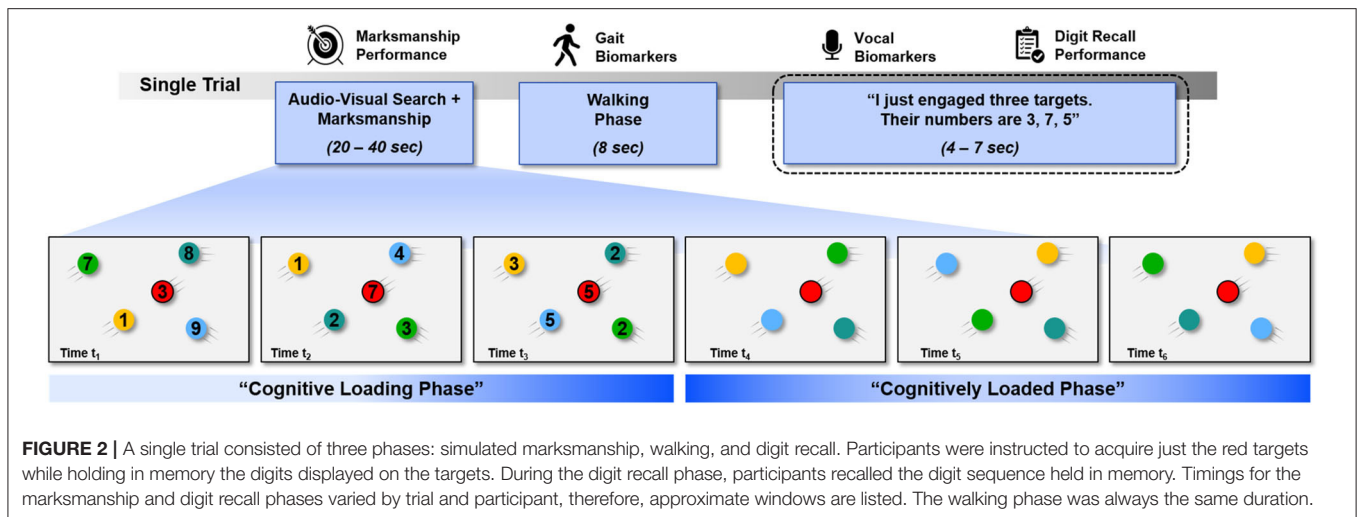 Marksmanship
Performance
Gait
Biomarkers
Vocal
Biomarkers
Digit Recall
Performance
Single Trial
Audio-Visual Search +
Marksmanship
(20 – 40 sec)
Walking
Phase
(8 sec)
“I just engaged three targets.
Their numbers are 3, 7, 5”
(4 – 7 sec)
7 8
3
1 9
Time t₁
1 4
7
2 3
Time t₂
3 2
5
5 2
Time t₃
Time t₄
Time t₅
Time t₆
“Cognitive Loading Phase”
“Cognitively Loaded Phase”
FIGURE 2 | A single trial consisted of three phases: simulated marksmanship, walking, and digit recall. Participants were instructed to acquire just the red targets
while holding in memory the digits displayed on the targets. During the digit recall phase, participants recalled the digit sequence held in memory. Timings for the
marksmanship and digit recall phases varied by trial and participant, therefore, approximate windows are listed. The walking phase was always the same duration.